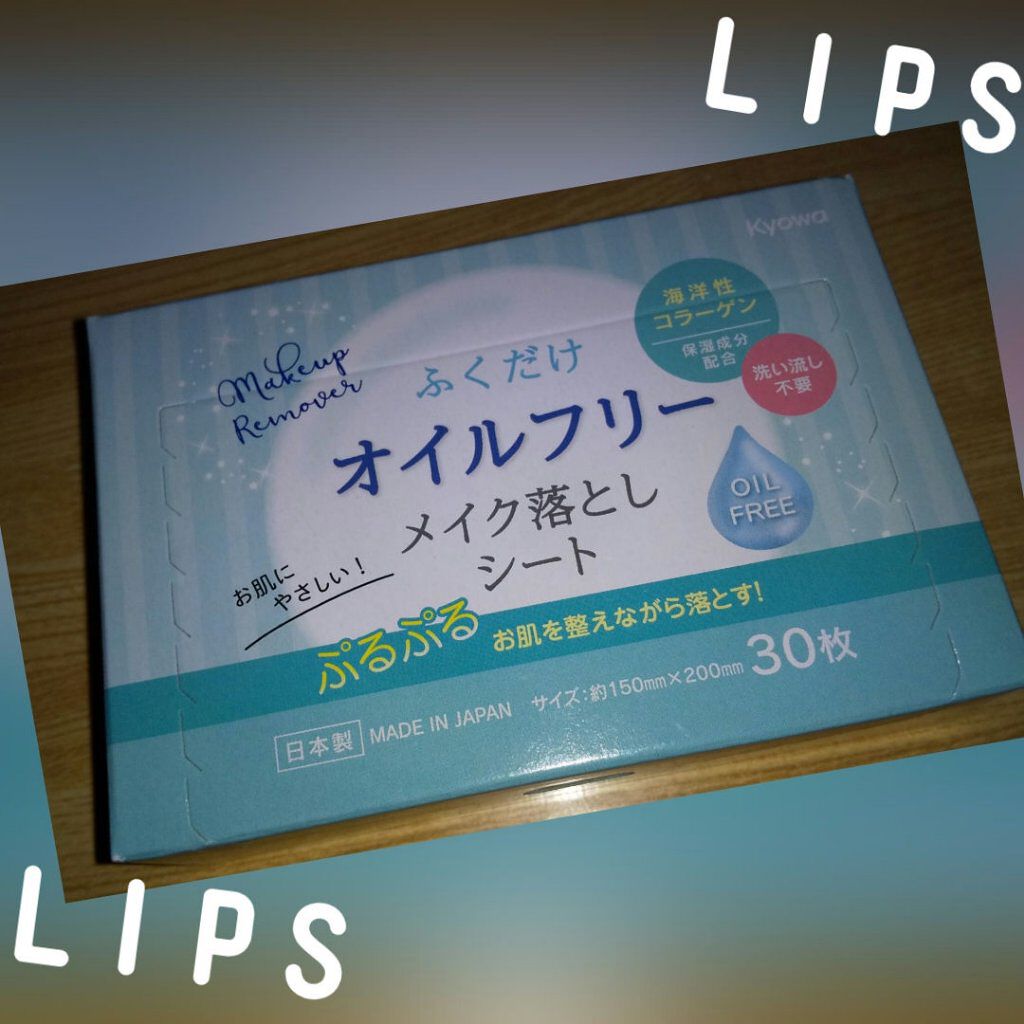 LIPS
Kyowa
海洋性
コラーゲン
保湿成分
配合
洗い流し
不要
Makeup
Remover
ふくだけ
オイルフリー
メイク落とし
シート
OIL
FREE
お肌に
やさしい!
ぷるぷる お肌を整えながら落とす!
日本製 MADE IN JAPAN サイズ:約150mm×200mm 30枚
LIPS